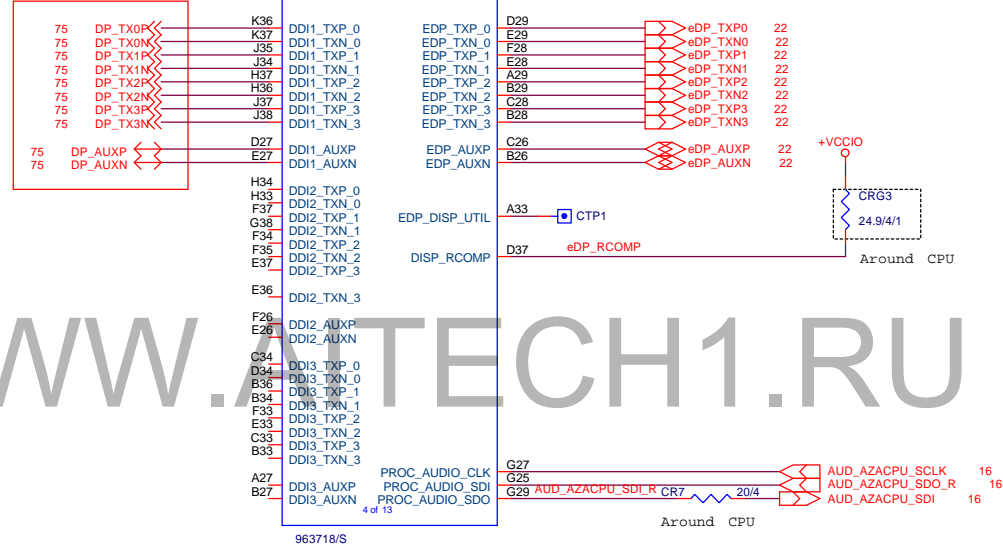 75 DP_TX0P K36 DDI1_TXP_0 EDP_TXP_0 D29 eDP_TXP0 22
75 DP_TX0N K37 DDI1_TXN_0 EDP_TXN_0 E29 eDP_TXN0 22
75 DP_TX1P J35 DDI1_TXP_1 EDP_TXP_1 F28 eDP_TXP1 22
75 DP_TX1N J34 DDI1_TXN_1 EDP_TXN_1 E28 eDP_TXN1 22
75 DP_TX2P H37 DDI1_TXP_2 EDP_TXP_2 A29 eDP_TXP2 22
75 DP_TX2N H36 DDI1_TXN_2 EDP_TXN_2 B29 eDP_TXN2 22
75 DP_TX3P J37 DDI1_TXP_3 EDP_TXP_3 C28 eDP_TXP3 22
75 DP_TX3N J38 DDI1_TXN_3 EDP_TXN_3 B28 eDP_TXN3 22
75 DP_AUXP D27 DDI1_AUXP EDP_AUXP C26 eDP_AUXP 22
75 DP_AUXN E27 DDI1_AUXN EDP_AUXN B26 eDP_AUXN 22
+VCCIO
H34 DDI2_TXP_0
H33 DDI2_TXN_0
CRG3
F37 DDI2_TXP_1 EDP_DISP_UTIL A33 CTP1
24.9/4/1
G38 DDI2_TXN_1
F34 DDI2_TXP_2
F35 DDI2_TXN_2 DISP_RCOMP D37 eDP_RCOMP
Around CPU
E37 DDI2_TXP_3
E36 DDI2_TXN_3
F26 DDI2_AUXP
E26 DDI2_AUXN
WW.AITECH1.RU
C34 DDI3_TXP_0
D34 DDI3_TXN_0
B36 DDI3_TXP_1
B34 DDI3_TXN_1
F33 DDI3_TXP_2
E33 DDI3_TXN_2
C33 DDI3_TXP_3
B33 DDI3_TXN_3
PROC_AUDIO_CLK G27 AUD_AZACPU_SCLK 16
A27 DDI3_AUXP PROC_AUDIO_SDI G25 AUD_AZACPU_SDO_R 16
B27 DDI3_AUXN PROC_AUDIO_SDO G29 AUD_AZACPU_SDI_R CR7 20/4 AUD_AZACPU_SDI 16
4 of 13
Around CPU
963718/S